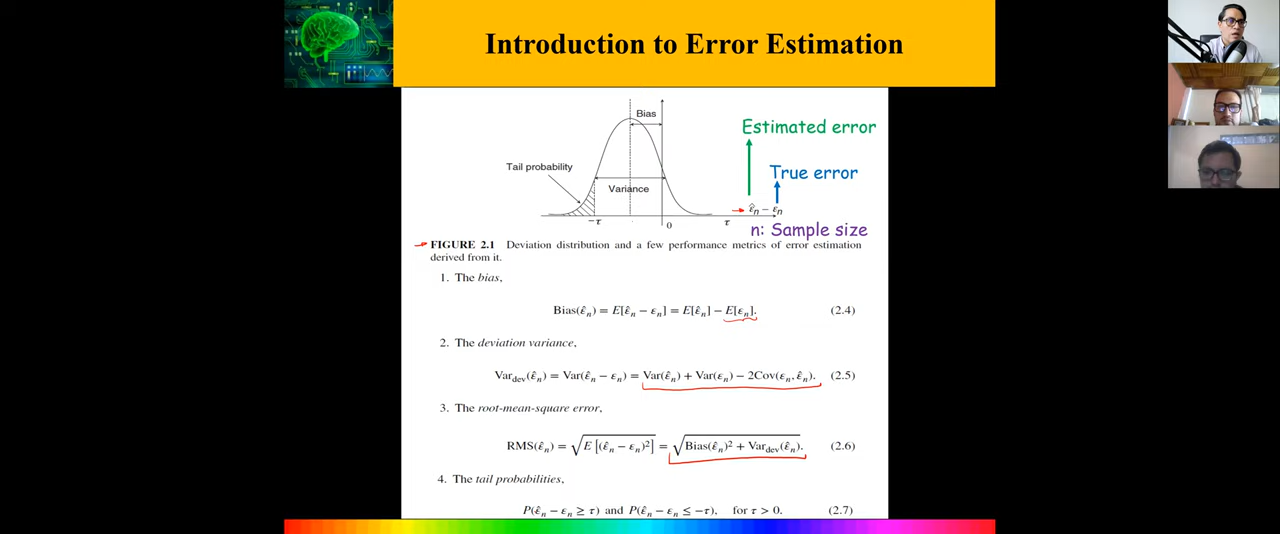 Introduction to Error Estimation
Bias
Estimated error
Tail probability
True error
Variance
−τ
0
τ
ε̂ₙ − εₙ
n: Sample size
FIGURE 2.1 Deviation distribution and a few performance metrics of error estimation
derived from it.
1. The bias,
Bias(ε̂ₙ) = E[ε̂ₙ − εₙ] = E[ε̂ₙ] − E[εₙ]. (2.4)
2. The deviation variance,
Var_dev(ε̂ₙ) = Var(ε̂ₙ − εₙ) = Var(ε̂ₙ) + Var(εₙ) − 2Cov(εₙ, ε̂ₙ). (2.5)
3. The root-mean-square error,
RMS(ε̂ₙ) = √(E[(ε̂ₙ − εₙ)²]) = √(Bias(ε̂ₙ)² + Var_dev(ε̂ₙ)). (2.6)
4. The tail probabilities,
P(ε̂ₙ − εₙ ≥ τ) and P(ε̂ₙ − εₙ ≤ −τ), for τ > 0. (2.7)